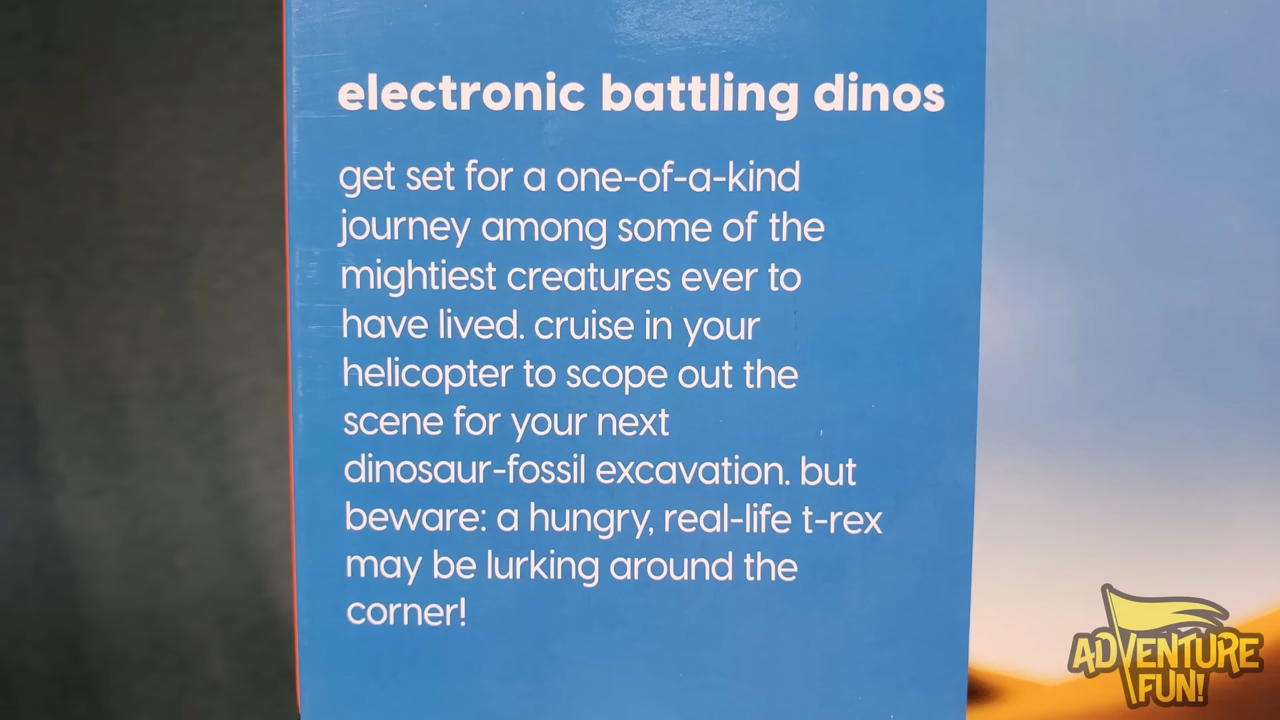 electronic battling dinos
get set for a one-of-a-kind
journey among some of the
mightiest creatures ever to
have lived. cruise in your
helicopter to scope out the
scene for your next
dinosaur-fossil excavation. but
beware: a hungry, real-life t-rex
may be lurking around the
corner!
ADVENTURE
FUN!